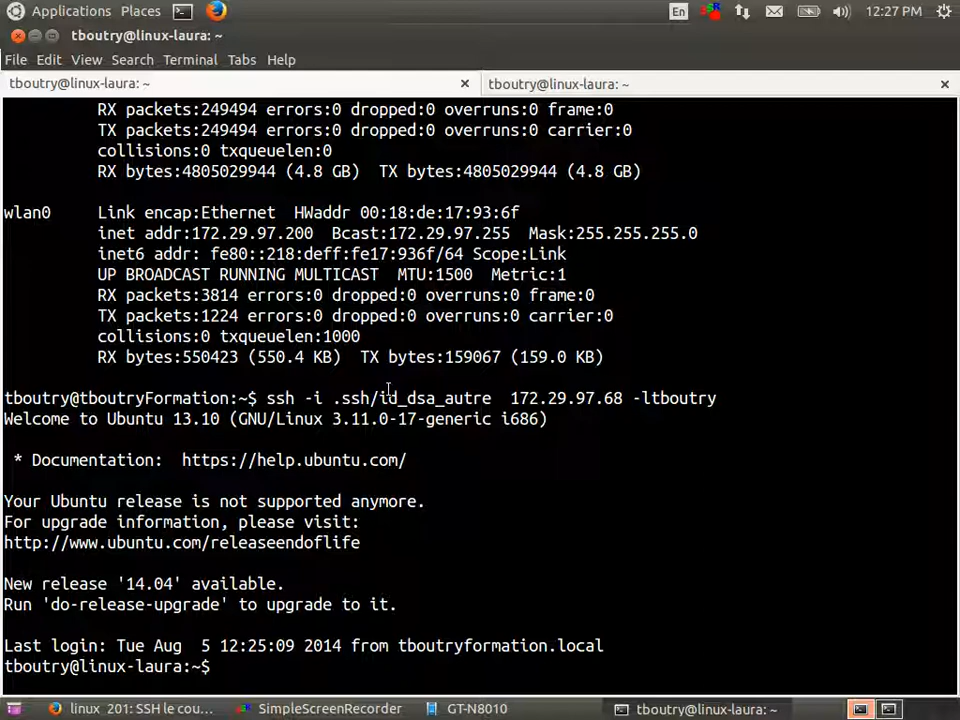 Applications Places En 12:27 PM
tboutry@linux-laura: ~
File Edit View Search Terminal Tabs Help
tboutry@linux-laura: ~ × tboutry@linux-laura: ~ ×
RX packets:249494 errors:0 dropped:0 overruns:0 frame:0
TX packets:249494 errors:0 dropped:0 overruns:0 carrier:0
collisions:0 txqueuelen:0
RX bytes:4805029944 (4.8 GB)  TX bytes:4805029944 (4.8 GB)
wlan0     Link encap:Ethernet  HWaddr 00:18:de:17:93:6f
inet addr:172.29.97.200  Bcast:172.29.97.255  Mask:255.255.255.0
inet6 addr: fe80::218:deff:fe17:936f/64 Scope:Link
UP BROADCAST RUNNING MULTICAST  MTU:1500  Metric:1
RX packets:3814 errors:0 dropped:0 overruns:0 frame:0
TX packets:1224 errors:0 dropped:0 overruns:0 carrier:0
collisions:0 txqueuelen:1000
RX bytes:550423 (550.4 KB)  TX bytes:159067 (159.0 KB)
tboutry@tboutryFormation:~$ ssh -i .ssh/id_dsa_autre  172.29.97.68 -ltboutry
Welcome to Ubuntu 13.10 (GNU/Linux 3.11.0-17-generic i686)
* Documentation:  https://help.ubuntu.com/
Your Ubuntu release is not supported anymore.
For upgrade information, please visit:
http://www.ubuntu.com/releaseendoflife
New release '14.04' available.
Run 'do-release-upgrade' to upgrade to it.
Last login: Tue Aug  5 12:25:09 2014 from tboutryformation.local
tboutry@linux-laura:~$
linux_201: SSH le cou... SimpleScreenRecorder GT-N8010 tboutry@linux-laura: ~